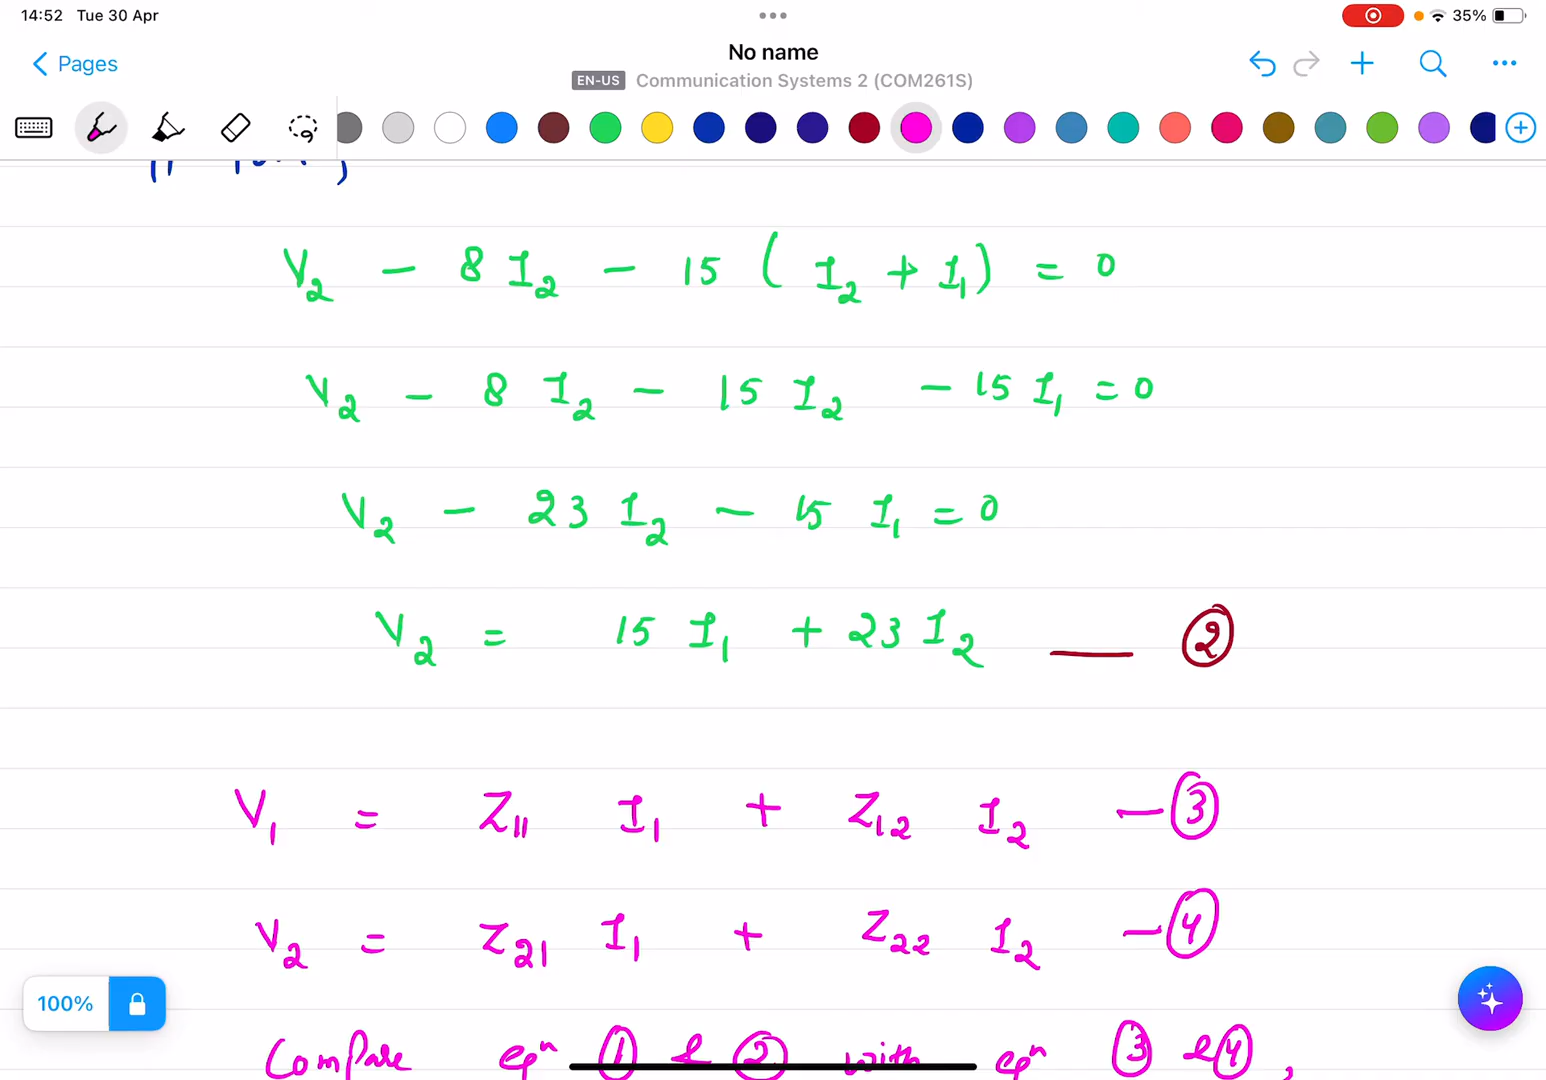 14:52 Tue 30 Apr
35%
Pages
No name
EN-US Communication Systems 2 (COM261S)
V₂ - 8 I₂ - 15 ( I₂ + I₁ ) = 0
V₂ - 8 I₂ - 15 I₂ - 15 I₁ = 0
V₂ - 23 I₂ - 15 I₁ = 0
V₂ = 15 I₁ + 23 I₂ — ②
V₁ = Z₁₁ I₁ + Z₁₂ I₂ - ③
V₂ = Z₂₁ I₁ + Z₂₂ I₂ - ④
100%
Compare eqⁿ ① & ② with eqⁿ ③ & ④,